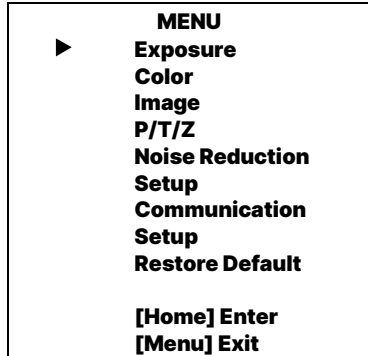 MENU
Exposure
Color
Image
P/T/Z
Noise Reduction
Setup
Communication
Setup
Restore Default
[Home] Enter
[Menu] Exit